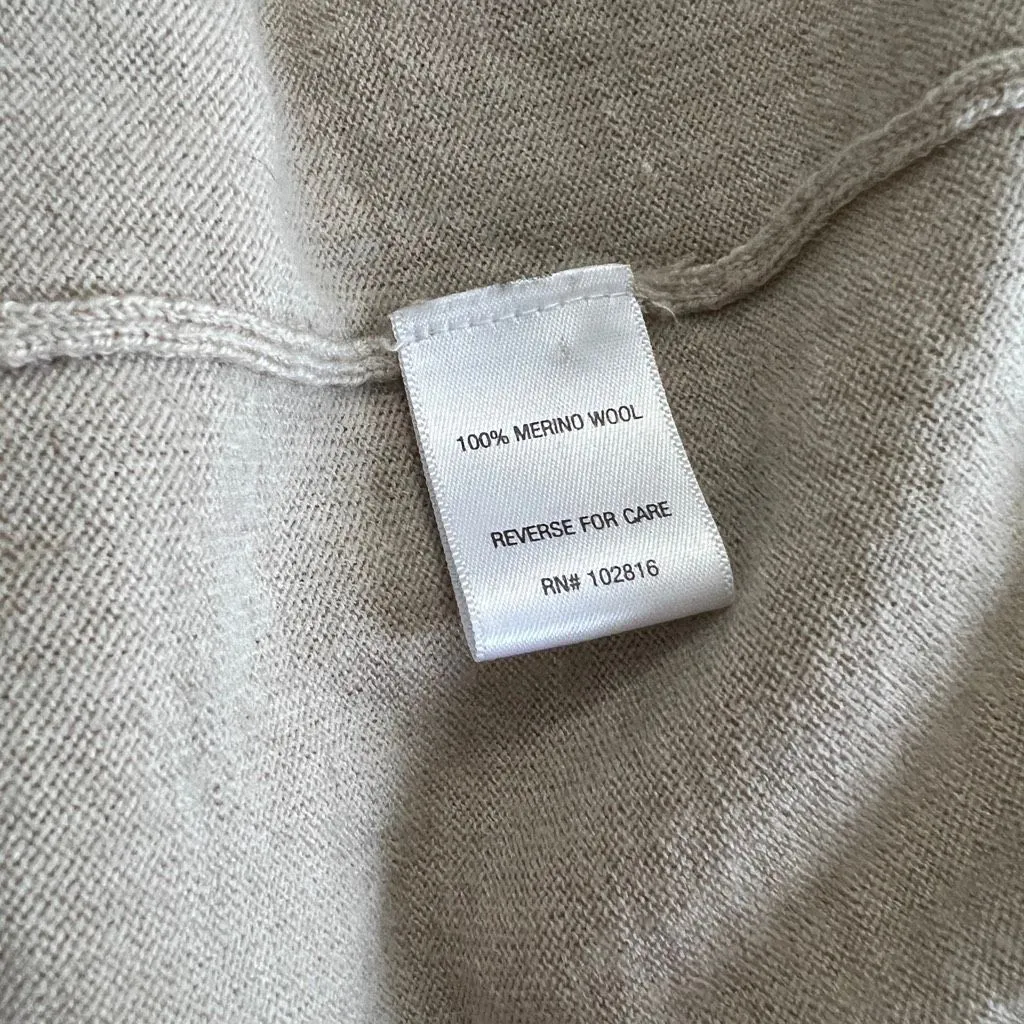 100% MERINO WOOL
REVERSE FOR CARE
RN# 102816